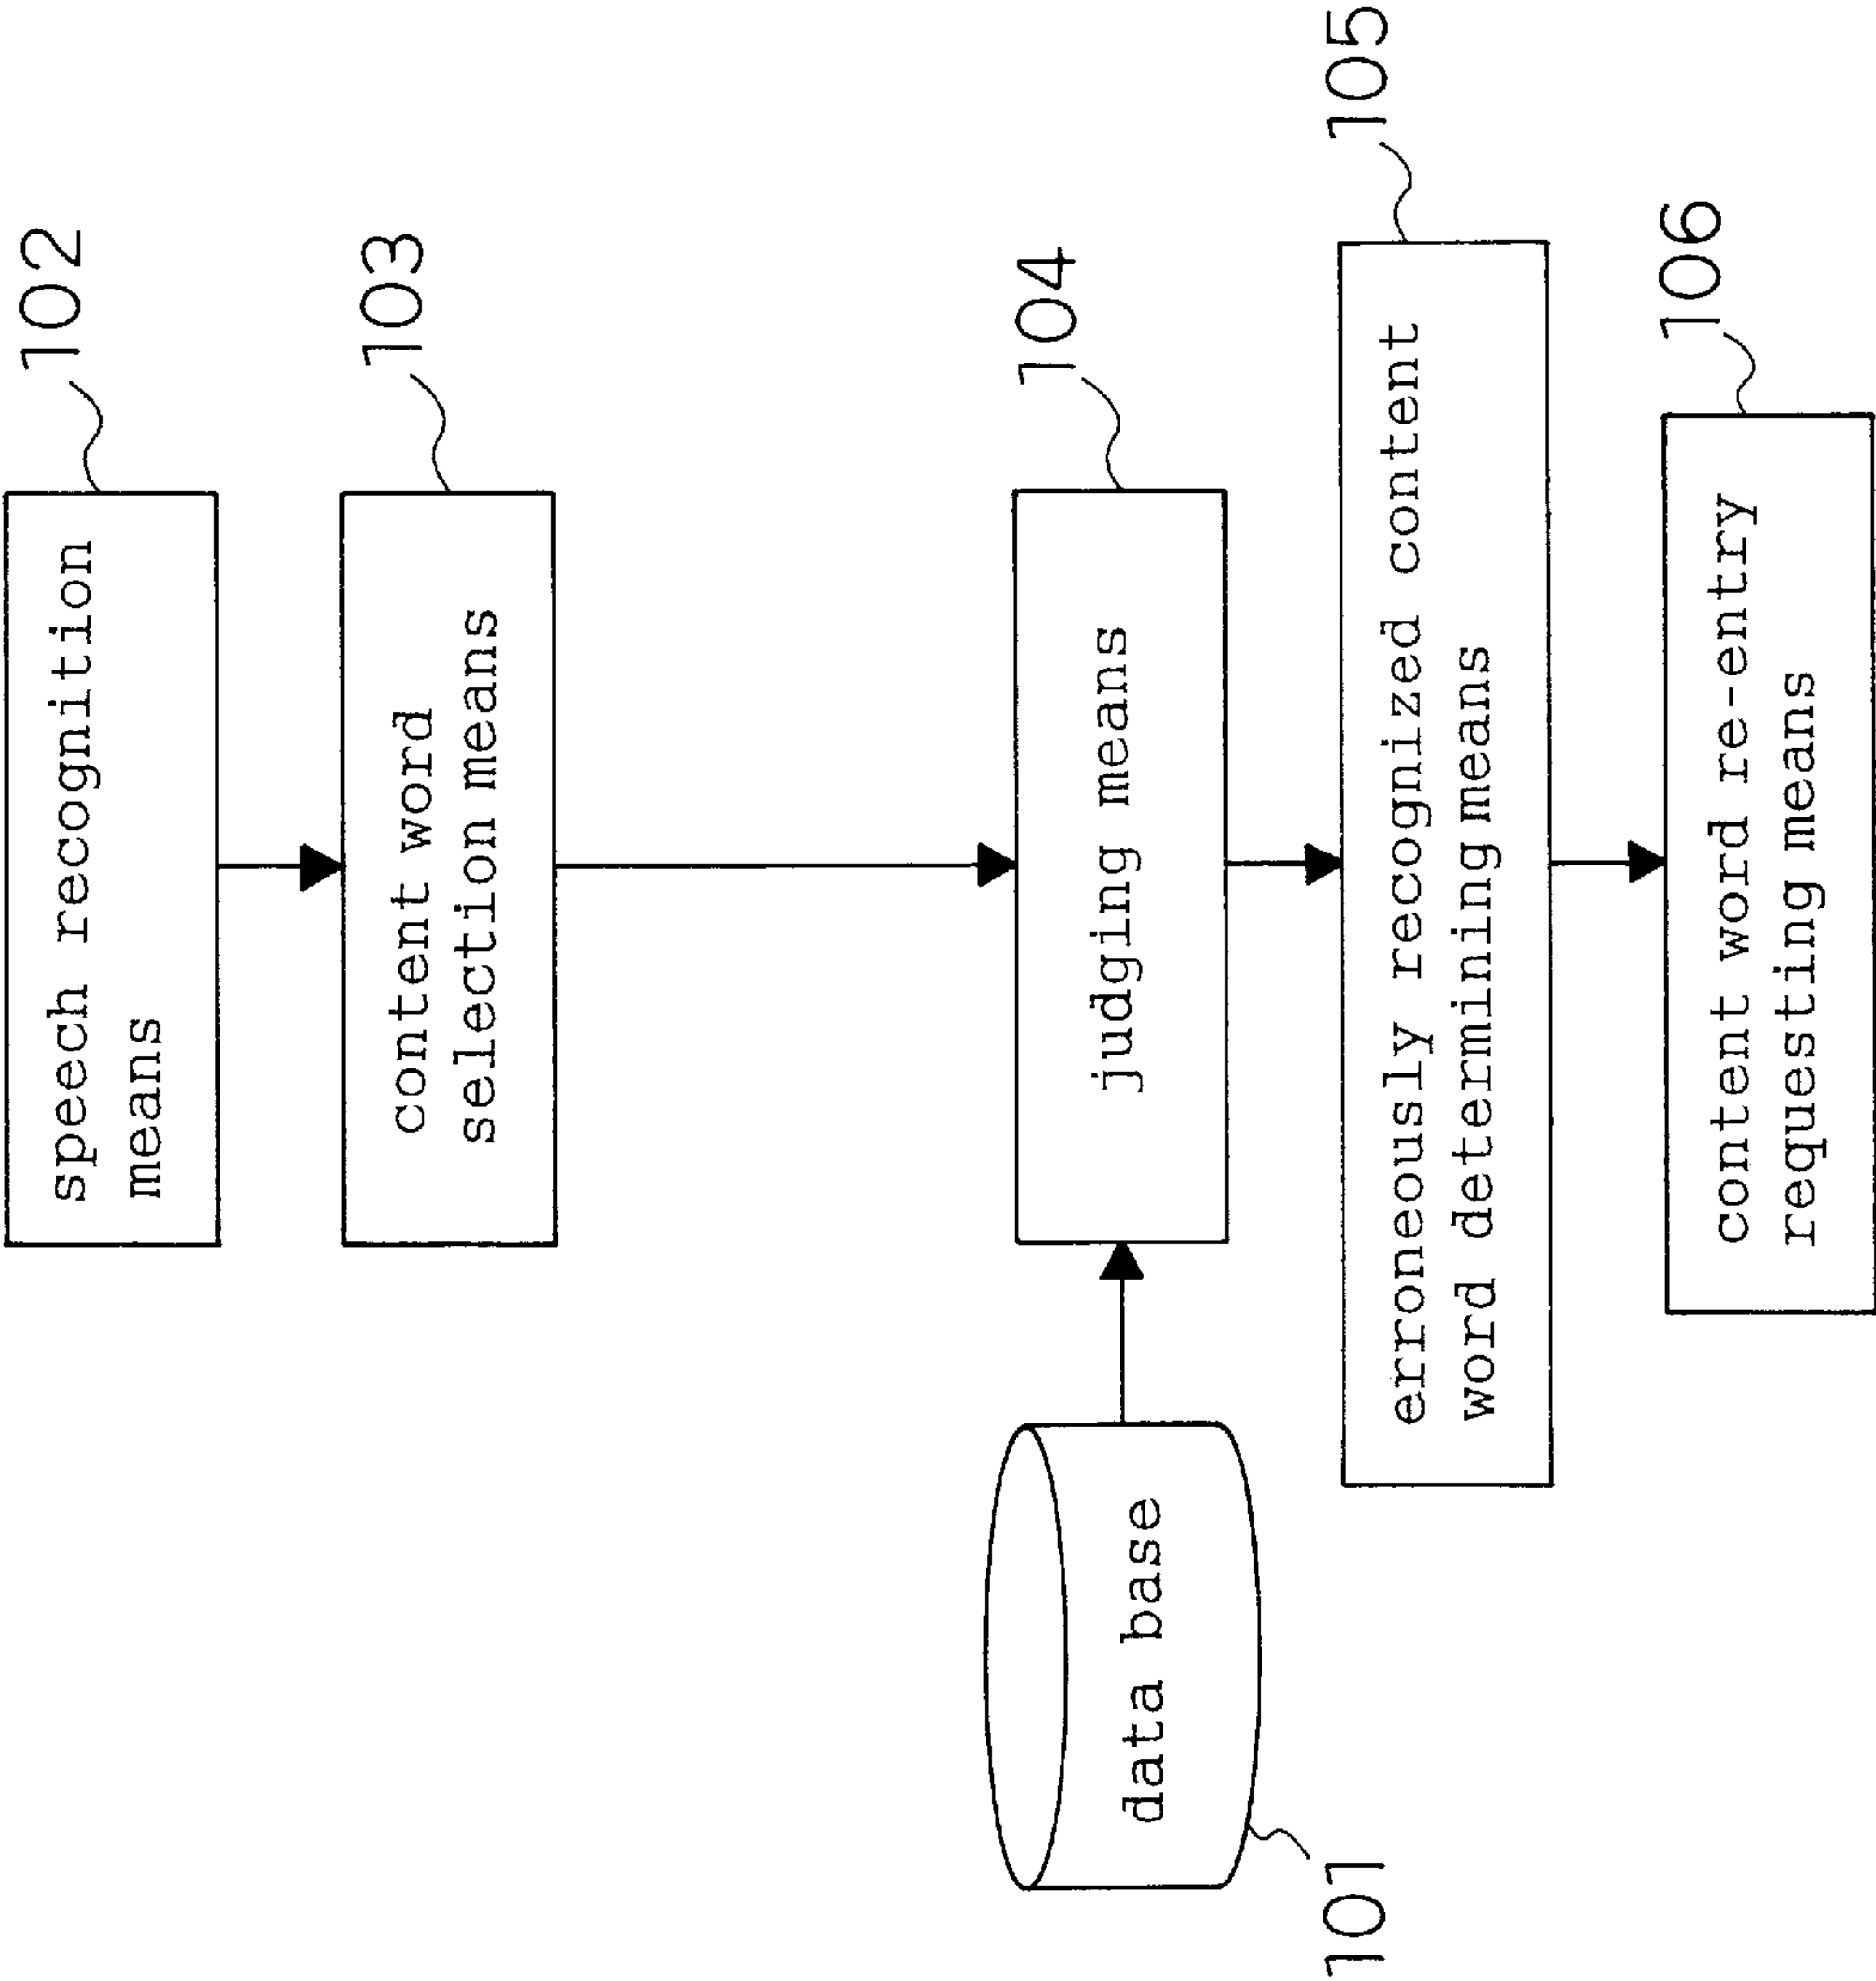 102
speech recognition
means
103
content word
selection means
104
judging means
data base
101
105
erroneously recognized content
word determining means
106
content word re-entry
requesting means